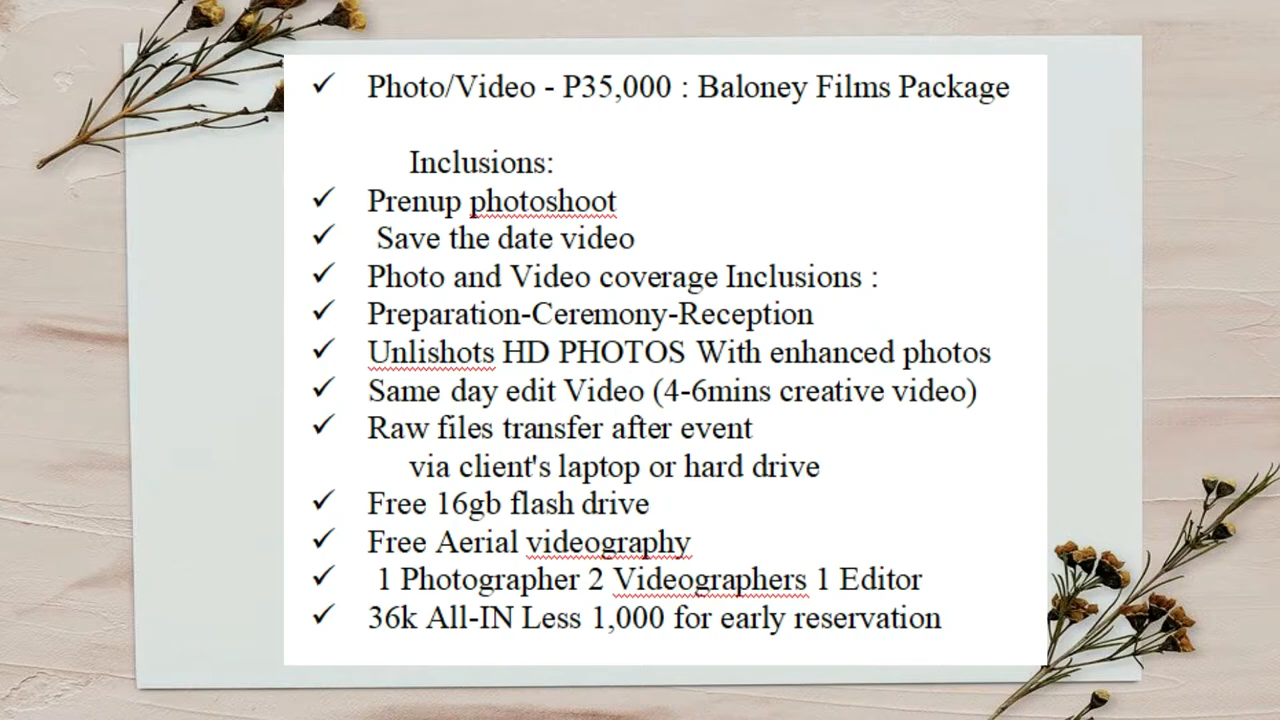 ✓ Photo/Video - P35,000 : Baloney Films Package
Inclusions:
✓ Prenup photoshoot
✓ Save the date video
✓ Photo and Video coverage Inclusions :
✓ Preparation-Ceremony-Reception
✓ Unlishots HD PHOTOS With enhanced photos
✓ Same day edit Video (4-6mins creative video)
✓ Raw files transfer after event
via client's laptop or hard drive
✓ Free 16gb flash drive
✓ Free Aerial videography
✓ 1 Photographer 2 Videographers 1 Editor
✓ 36k All-IN Less 1,000 for early reservation